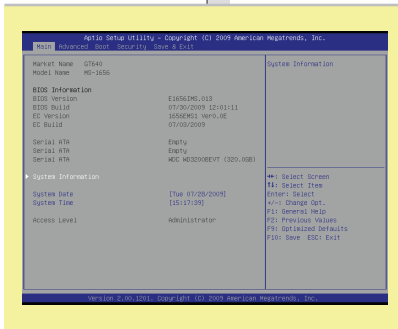 Aptio Setup Utility - Copyright (C) 2009 American Megatrends, Inc.
Main Advanced Boot Security Save & Exit
Market Name GT640
Model Name MS-1656
BIOS Information
BIOS Version E1656IMS.013
BIOS Build 07/30/2009 12:01:11
EC Version 1656EMS1 Ver0.0E
EC Build 07/03/2009
Serial ATA Empty
Serial ATA Empty
Serial ATA WDC WD3200BEVT (320.0GB)
System Information
System Date [Tue 07/28/2009]
System Time [15:17:39]
Access Level Administrator
System Information
↔: Select Screen
↑↓: Select Item
Enter: Select
+/-: Change Opt.
F1: General Help
F2: Previous Values
F9: Optimized Defaults
F10: Save ESC: Exit
Version 2.00.1201. Copyright (C) 2009 American Megatrends, Inc.